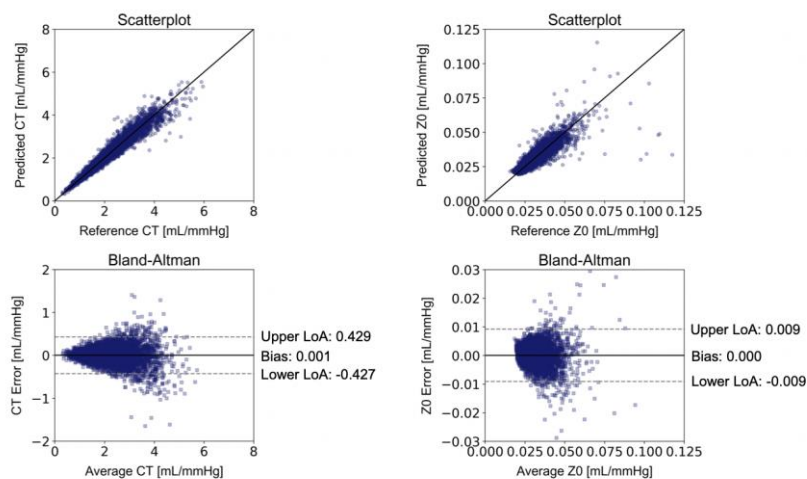 Scatterplot
8
6
4
2
0
0 2 4 6 8
Predicted CT [mL/mmHg]
Reference CT [mL/mmHg]
Scatterplot
0.125
0.100
0.075
0.050
0.025
0.000
0.000 0.025 0.050 0.075 0.100 0.125
Predicted Z0 [mL/mmHg]
Reference Z0 [mL/mmHg]
Bland-Altman
2
1
0
−1
−2
0 2 4 6 8
CT Error [mL/mmHg]
Average CT [mL/mmHg]
Upper LoA: 0.429
Bias: 0.001
Lower LoA: -0.427
Bland-Altman
0.03
0.02
0.01
0.00
−0.01
−0.02
−0.03
0.000 0.025 0.050 0.075 0.100 0.125
Z0 Error [mL/mmHg]
Average Z0 [mL/mmHg]
Upper LoA: 0.009
Bias: 0.000
Lower LoA: -0.009